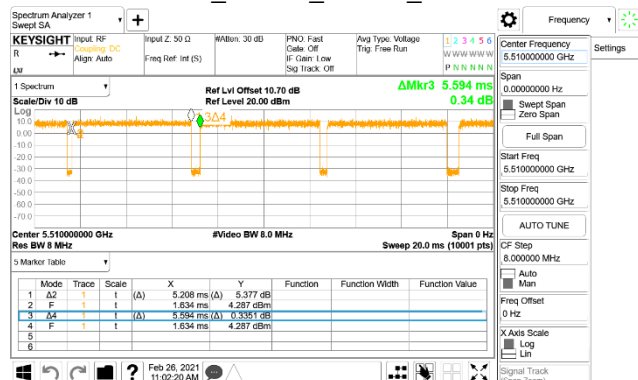 Spectrum Analyzer 1
Swept SA
Frequency
KEYSIGHT
R
Input: RF
Coupling: DC
Align: Auto
Input Z: 50 Ω
Freq Ref: Int (S)
#Atten: 30 dB
PNO: Fast
Gate: Off
IF Gain: Low
Sig Track: Off
Avg Type: Voltage
Trig: Free Run
1 2 3 4 5 6
W W W W W W
P N N N N N
Settings
Center Frequency
5.510000000 GHz
Span
0.00000000 Hz
Swept Span
Zero Span
Full Span
Start Freq
5.510000000 GHz
Stop Freq
5.510000000 GHz
AUTO TUNE
CF Step
8.000000 MHz
Auto
Man
Freq Offset
0 Hz
X Axis Scale
Log
Lin
Signal Track
1 Spectrum
Scale/Div 10 dB
Log
Ref Lvl Offset 10.70 dB
Ref Level 20.00 dBm
ΔMkr3 5.594 ms
0.34 dB
3Δ4
10.0
0.00
-10.0
-20.0
-30.0
-40.0
-50.0
-60.0
-70.0
Center 5.510000000 GHz
Res BW 8 MHz
#Video BW 8.0 MHz
Span 0 Hz
Sweep 20.0 ms (10001 pts)
5 Marker Table
Mode Trace Scale X Y Function Function Width Function Value
1 Δ2 1 t (Δ) 5.208 ms (Δ) 5.377 dB
2 F 1 t 1.634 ms 4.287 dBm
3 Δ4 1 t (Δ) 5.594 ms (Δ) 0.3351 dB
4 F 1 t 1.634 ms 4.287 dBm
5
6
Feb 26, 2021
11:02:20 AM